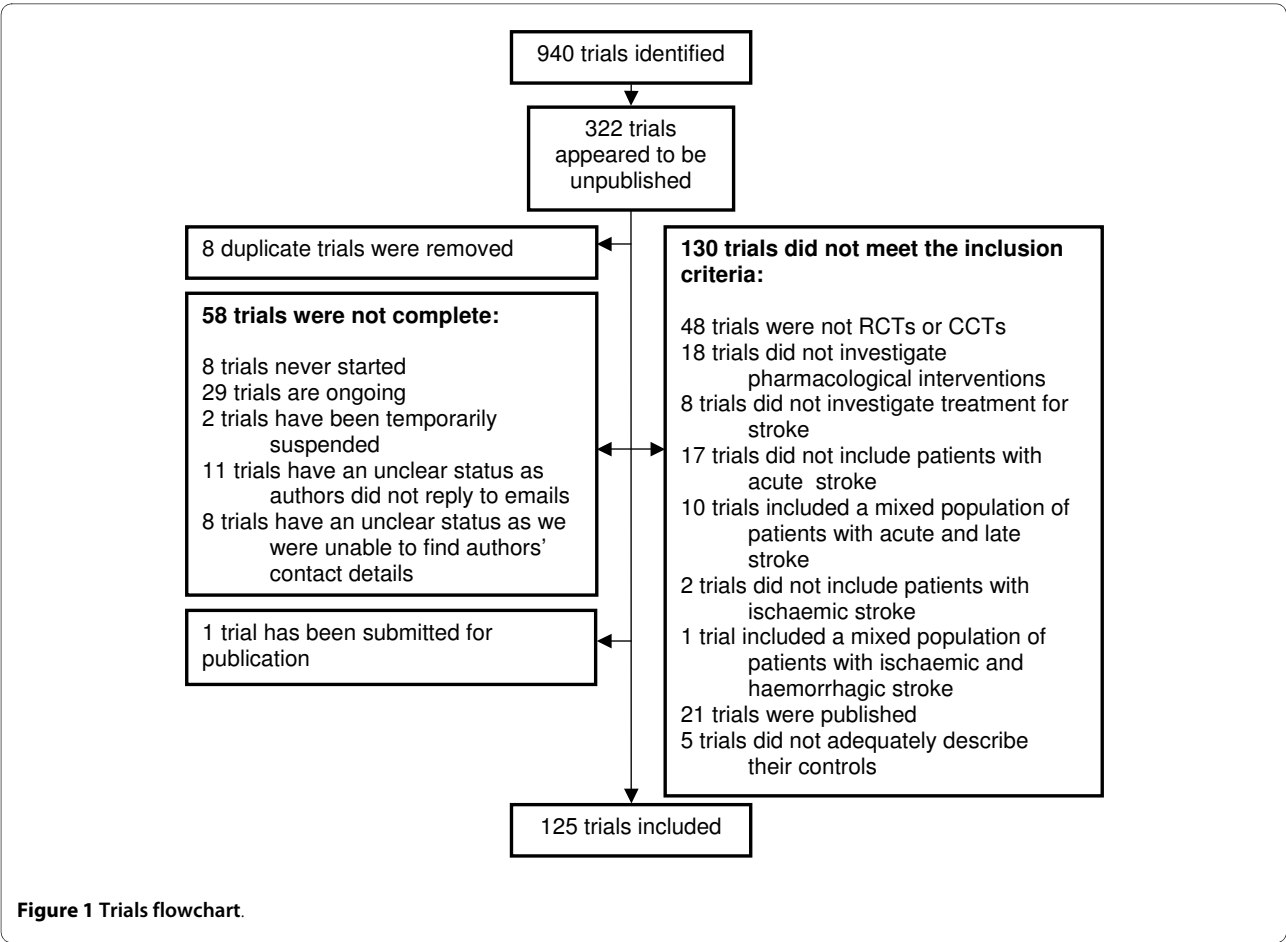 940 trials identified
322 trials
appeared to be
unpublished
8 duplicate trials were removed
58 trials were not complete:
8 trials never started
29 trials are ongoing
2 trials have been temporarily
suspended
11 trials have an unclear status as
authors did not reply to emails
8 trials have an unclear status as we
were unable to find authors'
contact details
1 trial has been submitted for
publication
130 trials did not meet the inclusion
criteria:
48 trials were not RCTs or CCTs
18 trials did not investigate
pharmacological interventions
8 trials did not investigate treatment for
stroke
17 trials did not include patients with
acute stroke
10 trials included a mixed population of
patients with acute and late
stroke
2 trials did not include patients with
ischaemic stroke
1 trial included a mixed population of
patients with ischaemic and
haemorrhagic stroke
21 trials were published
5 trials did not adequately describe
their controls
125 trials included
Figure 1 Trials flowchart.